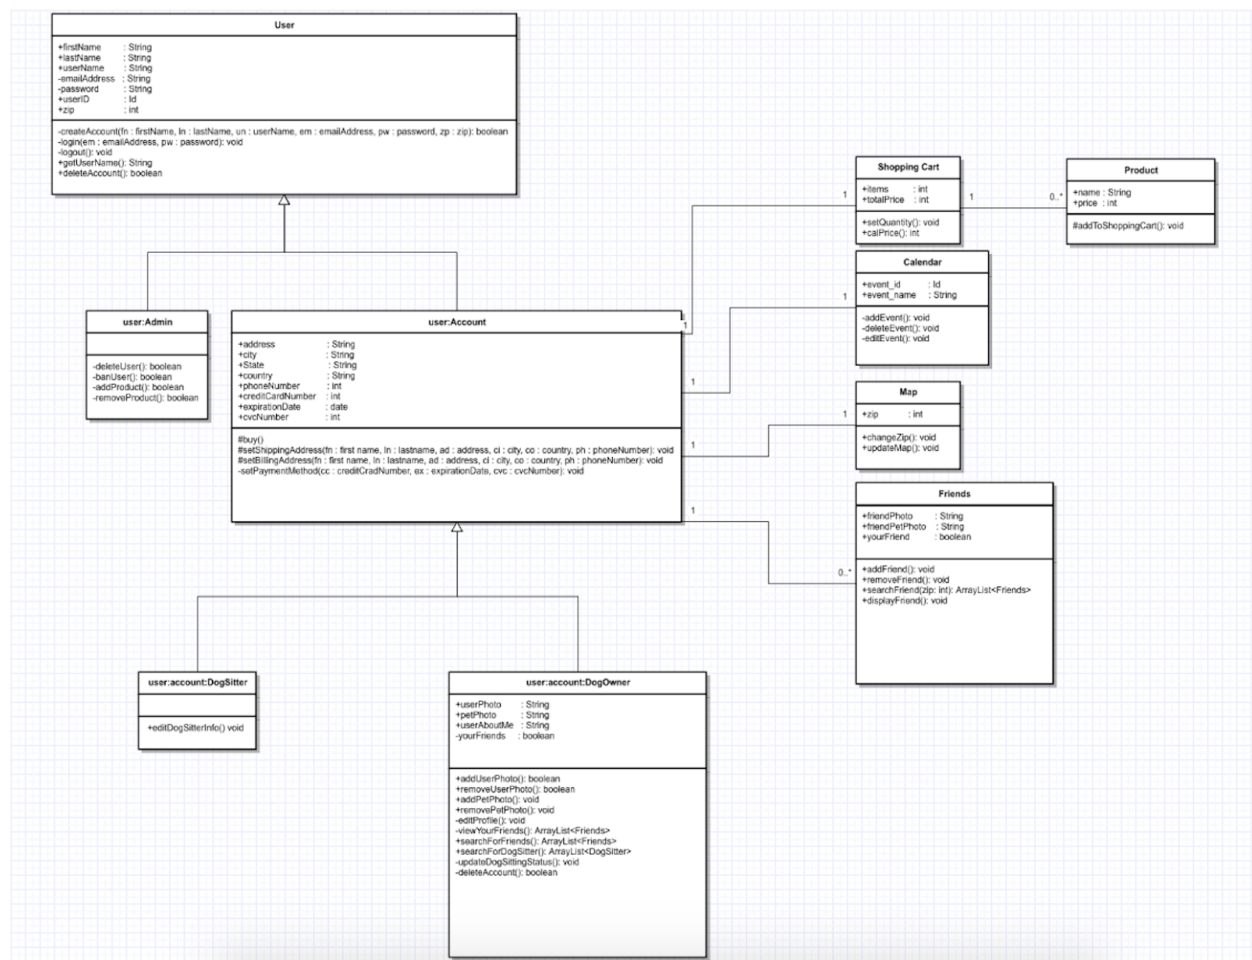 User
+firstName : String
+lastName : String
+userName : String
-emailAddress : String
-password : String
+userID : Id
+zip : int
-createAccount(fn : firstName, ln : lastName, un : userName, em : emailAddress, pw : password, zp : zip): boolean
-login(em : emailAddress, pw : password): void
-logout(): void
+getUserName(): String
+deleteAccount(): boolean
Shopping Cart
+items : int
+totalPrice : int
+setQuantity(): void
+calPrice(): int
1
1
0..*
Product
+name : String
+price : int
#addToShoppingCart(): void
Calendar
+event_id : Id
+event_name : String
-addEvent(): void
-deleteEvent(): void
-editEvent(): void
1
user:Admin
-deleteUser(): boolean
-banUser(): boolean
-addProduct(): boolean
-removeProduct(): boolean
user:Account
+address : String
+city : String
+State : String
+country : String
+phoneNumber : int
+creditCardNumber : int
+expirationDate : date
+cvcNumber : int
#buy()
#setShippingAddress(fn : first name, ln : lastname, ad : address, ci : city, co : country, ph : phoneNumber): void
#setBillingAddress(fn : first name, ln : lastname, ad : address, ci : city, co : country, ph : phoneNumber): void
-setPaymentMethod(cc : creditCradNumber, ex : expirationDate, cvc : cvcNumber): void
1
1
1
1
Map
+zip : int
+changeZip(): void
+updateMap(): void
1
Friends
+friendPhoto : String
+friendPetPhoto : String
+yourFriend : boolean
+addFriend(): void
+removeFriend(): void
+searchFriend(zip: int): ArrayList<Friends>
+displayFriend(): void
0..*
user:account:DogSitter
+editDogSitterInfo() void
user:account:DogOwner
+userPhoto : String
+petPhoto : String
+userAboutMe : String
-yourFriends : boolean
+addUserPhoto(): boolean
+removeUserPhoto(): boolean
+addPetPhoto(): void
+removePetPhoto(): void
-editProfile(): void
-viewYourFriends(): ArrayList<Friends>
+searchForFriends(): ArrayList<Friends>
+searchForDogSitter(): ArrayList<DogSitter>
-updateDogSittingStatus(): void
-deleteAccount(): boolean